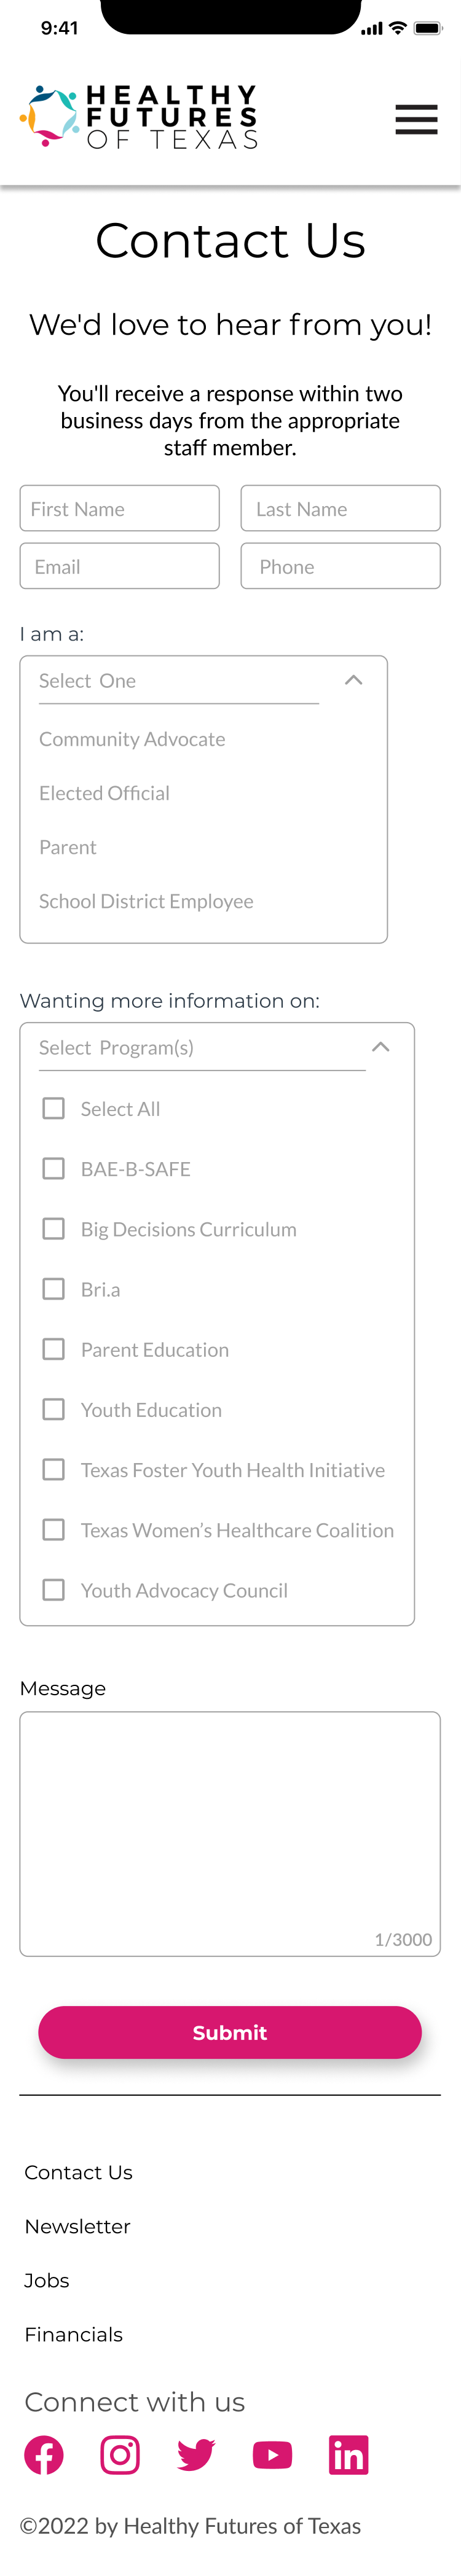 9:41
HEALTHY
FUTURES
OF TEXAS
Contact Us
We'd love to hear from you!
You'll receive a response within two
business days from the appropriate
staff member.
First Name
Last Name
Email
Phone
I am a:
Select One
Community Advocate
Elected Official
Parent
School District Employee
Wanting more information on:
Select Program(s)
Select All
BAE-B-SAFE
Big Decisions Curriculum
Bri.a
Parent Education
Youth Education
Texas Foster Youth Health Initiative
Texas Women’s Healthcare Coalition
Youth Advocacy Council
Message
1/3000
Submit
Contact Us
Newsletter
Jobs
Financials
Connect with us
©2022 by Healthy Futures of Texas